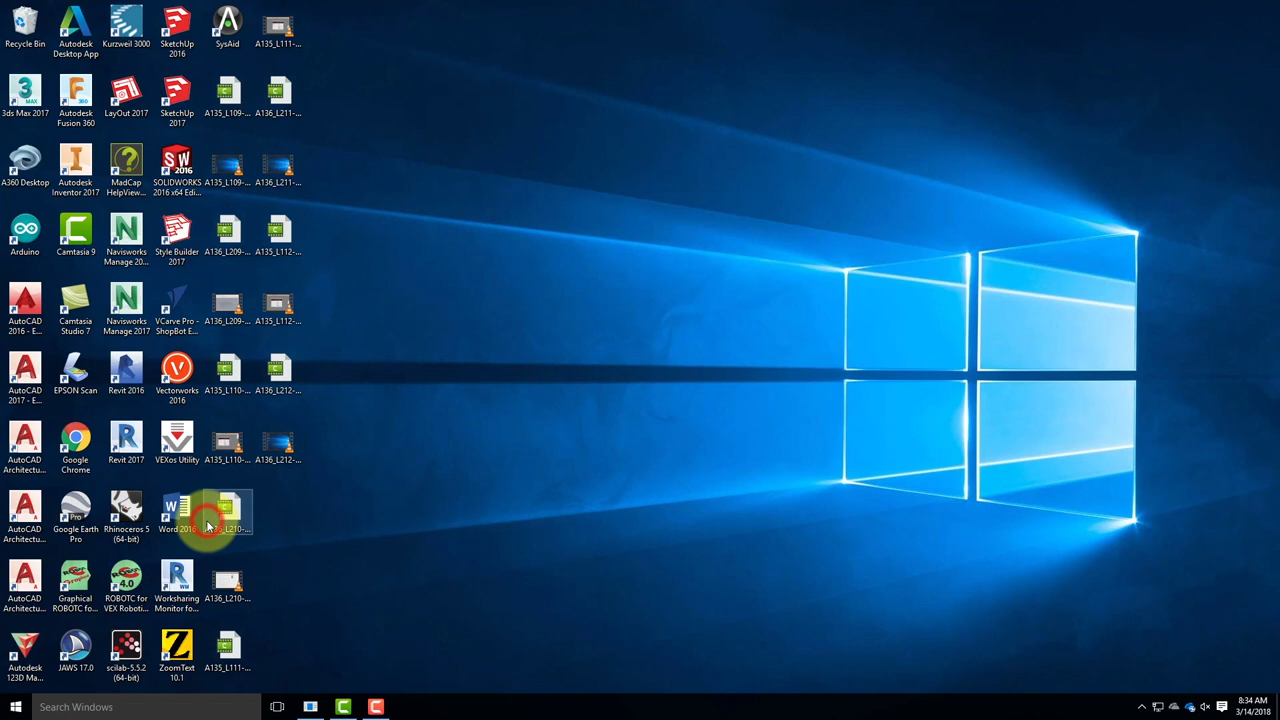 Recycle Bin
Autodesk
Desktop App
Kurzweil 3000
SketchUp
2016
SysAid
A135_L111-...
3ds Max 2017
Autodesk
Fusion 360
LayOut 2017
SketchUp
2017
A135_L109-...
A136_L211-...
A360 Desktop
Autodesk
Inventor 2017
MadCap
HelpView...
SOLIDWORKS
2016 x64 Edi...
A135_L109-...
A136_L211-...
Arduino
Camtasia 9
Navisworks
Manage 20...
Style Builder
2017
A136_L209-...
A135_L112-...
AutoCAD
2016 - E...
Camtasia
Studio 7
Navisworks
Manage 2017
VCarve Pro -
ShopBot E...
A136_L209-...
A135_L112-...
AutoCAD
2017 - E...
EPSON Scan
Revit 2016
Vectorworks
2016
A135_L110-...
A136_L212-...
AutoCAD
Architectu...
Google
Chrome
Revit 2017
VEXos Utility
A135_L110-...
A136_L212-...
AutoCAD
Architectu...
Google Earth
Pro
Rhinoceros 5
(64-bit)
Word 2016
A136_L210-...
AutoCAD
Architectu...
Graphical
ROBOTC fo...
ROBOTC for
VEX Roboti...
Worksharing
Monitor fo...
A136_L210-...
Autodesk
123D Ma...
JAWS 17.0
scilab-5.5.2
(64-bit)
ZoomText
10.1
A135_L111-...
Search Windows
8:34 AM
3/14/2018